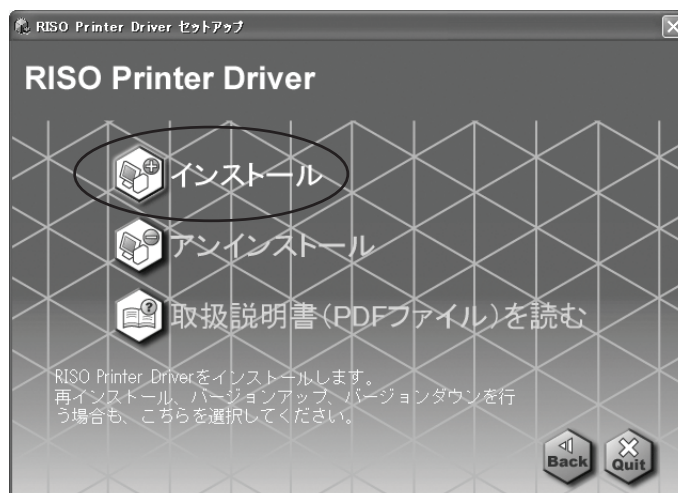 RISO Printer Driver セットアップ
RISO Printer Driver
インストール
アンインストール
取扱説明書(PDFファイル)を読む
RISO Printer Driverをインストールします。
再インストール、バージョンアップ、バージョンダウンを行
う場合も、こちらを選択してください。
Back
Quit